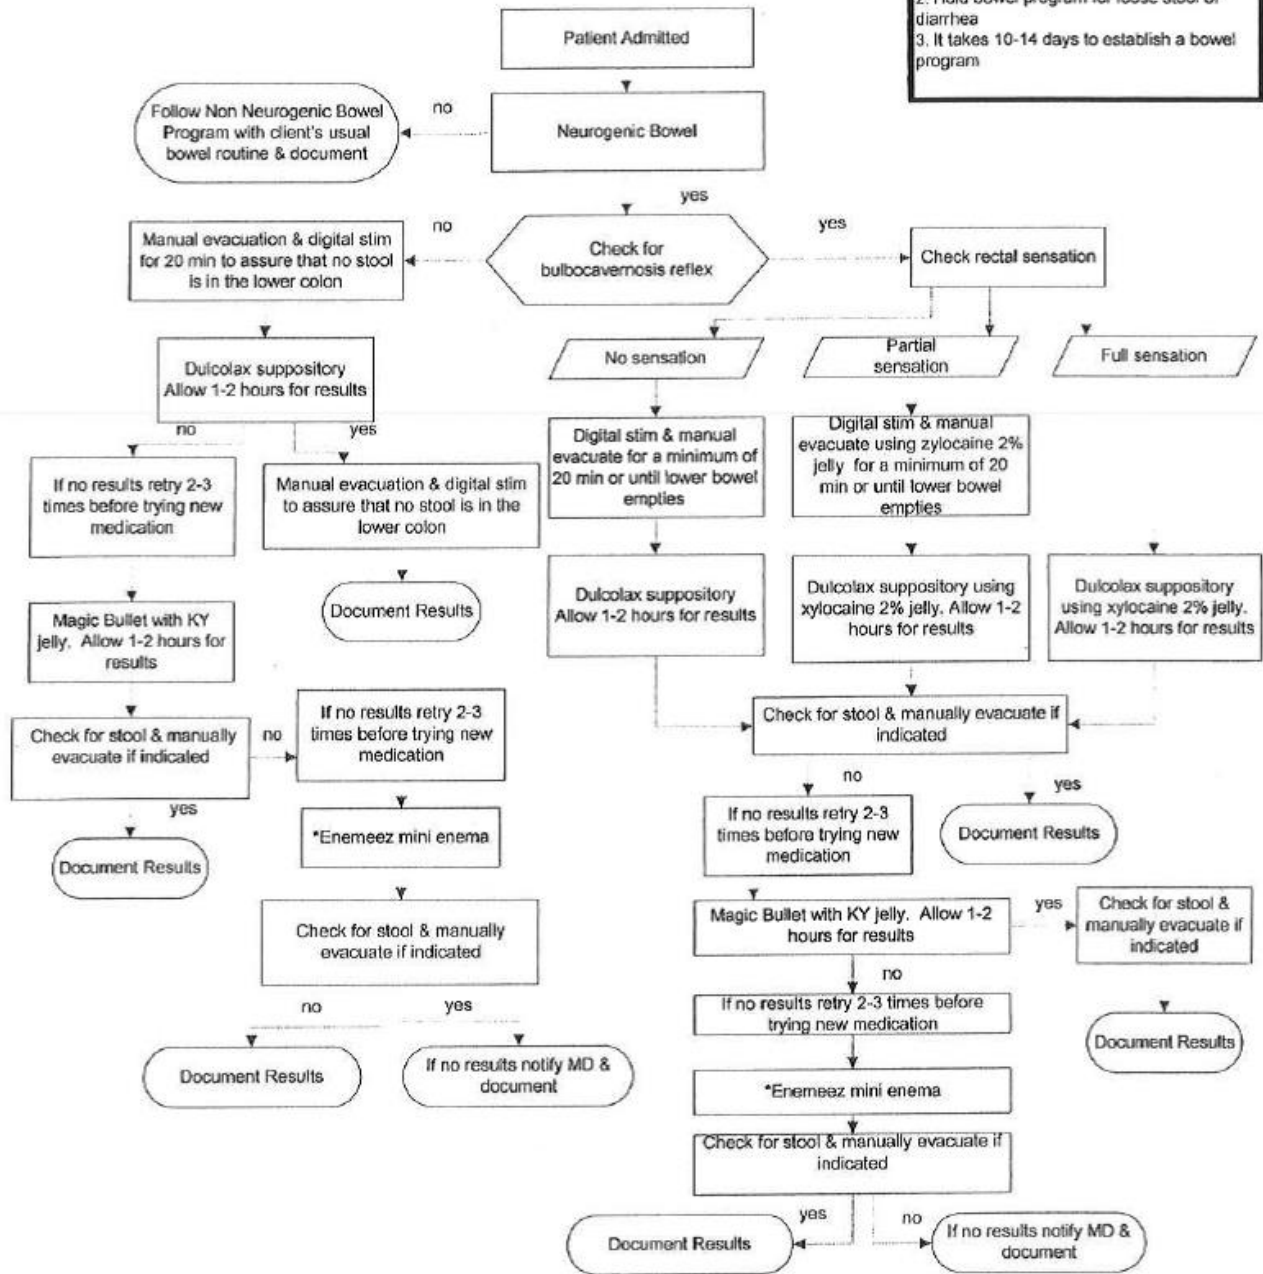 2. Hold bowel program for loose stool or
diarrhea
3. It takes 10-14 days to establish a bowel
program
Patient Admitted
Follow Non Neurogenic Bowel
Program with client's usual
bowel routine & document
no
Neurogenic Bowel
yes
no
Manual evacuation & digital stim
for 20 min to assure that no stool
is in the lower colon
Check for
bulbocavernosis reflex
yes
Check rectal sensation
Dulcolax suppository
Allow 1-2 hours for results
No sensation
Partial
sensation
Full sensation
no
yes
If no results retry 2-3
times before trying new
medication
Manual evacuation & digital stim
to assure that no stool is in the
lower colon
Digital stim & manual
evacuate for a minimum of
20 min or until lower bowel
empties
Digital stim & manual
evacuate using zylocaine 2%
jelly for a minimum of 20
min or until lower bowel
empties
Document Results
Dulcolax suppository
Allow 1-2 hours for results
Dulcolax suppository using
xylocaine 2% jelly. Allow 1-2
hours for results
Dulcolax suppository
using xylocaine 2% jelly.
Allow 1-2 hours for results
Magic Bullet with KY
jelly. Allow 1-2 hours for
results
Check for stool & manually
evacuate if indicated
no
If no results retry 2-3
times before trying new
medication
Check for stool & manually evacuate if
indicated
yes
Document Results
*Enemeez mini enema
no
yes
If no results retry 2-3
times before trying new
medication
Document Results
Check for stool & manually
evacuate if indicated
Magic Bullet with KY jelly. Allow 1-2
hours for results
yes
Check for stool &
manually evacuate if
indicated
no
no
yes
If no results retry 2-3 times before
trying new medication
Document Results
Document Results
If no results notify MD &
document
*Enemeez mini enema
Check for stool & manually evacuate if
indicated
yes
no
Document Results
If no results notify MD &
document